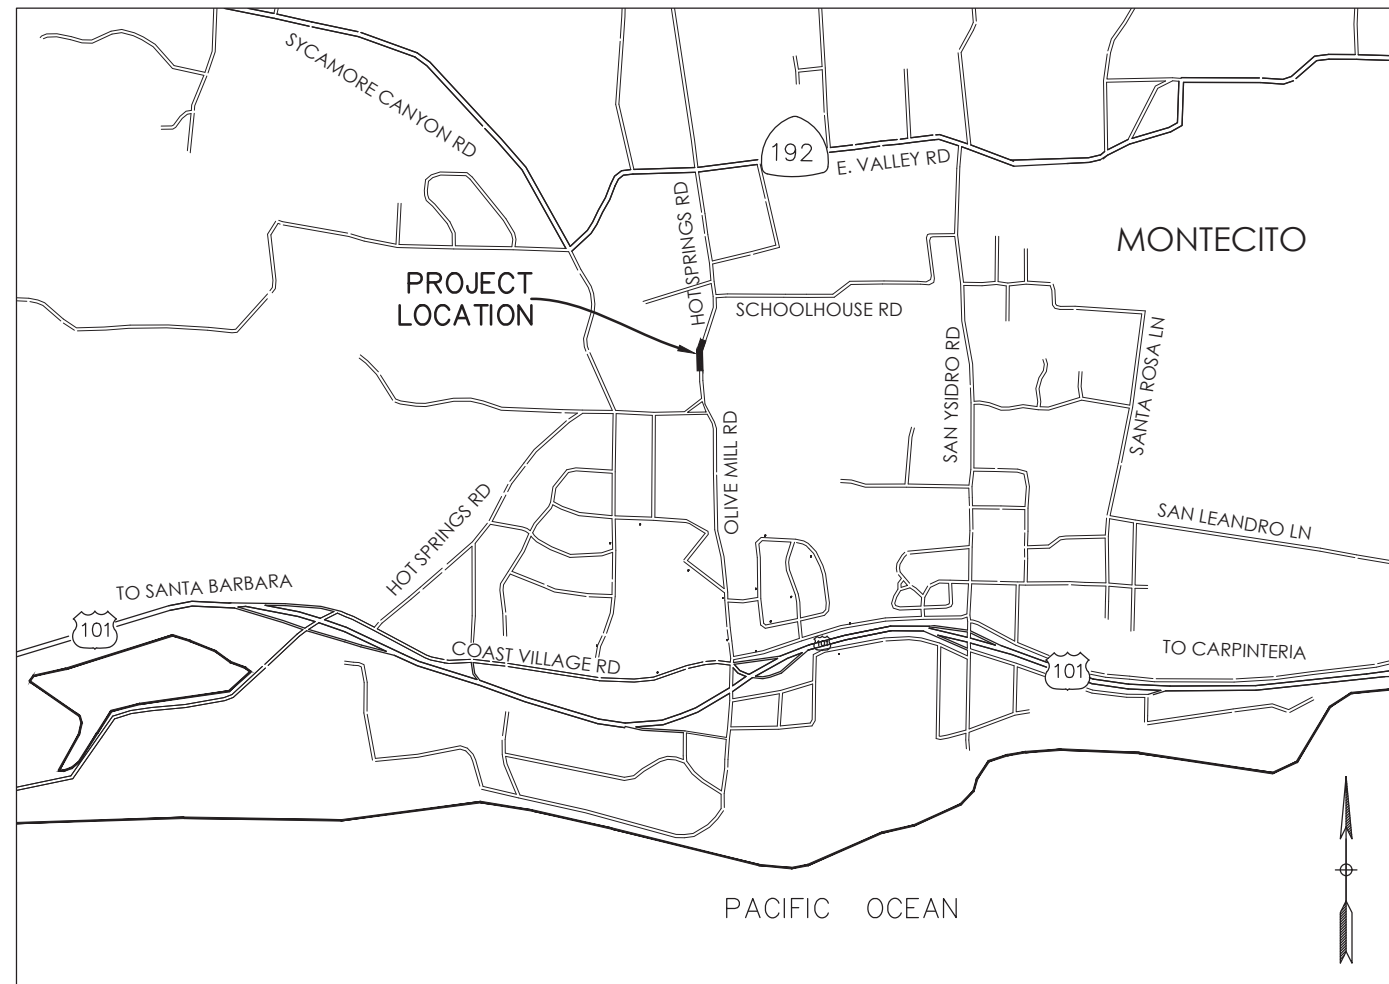 SYCAMORE CANYON RD
192
E. VALLEY RD
HOT SPRINGS RD
MONTECITO
PROJECT
LOCATION
SCHOOLHOUSE RD
SAN YSIDRO RD
SANTA ROSA LN
OLIVE MILL RD
HOT SPRINGS RD
SAN LEANDRO LN
TO SANTA BARBARA
101
COAST VILLAGE RD
101
TO CARPINTERIA
101
PACIFIC OCEAN